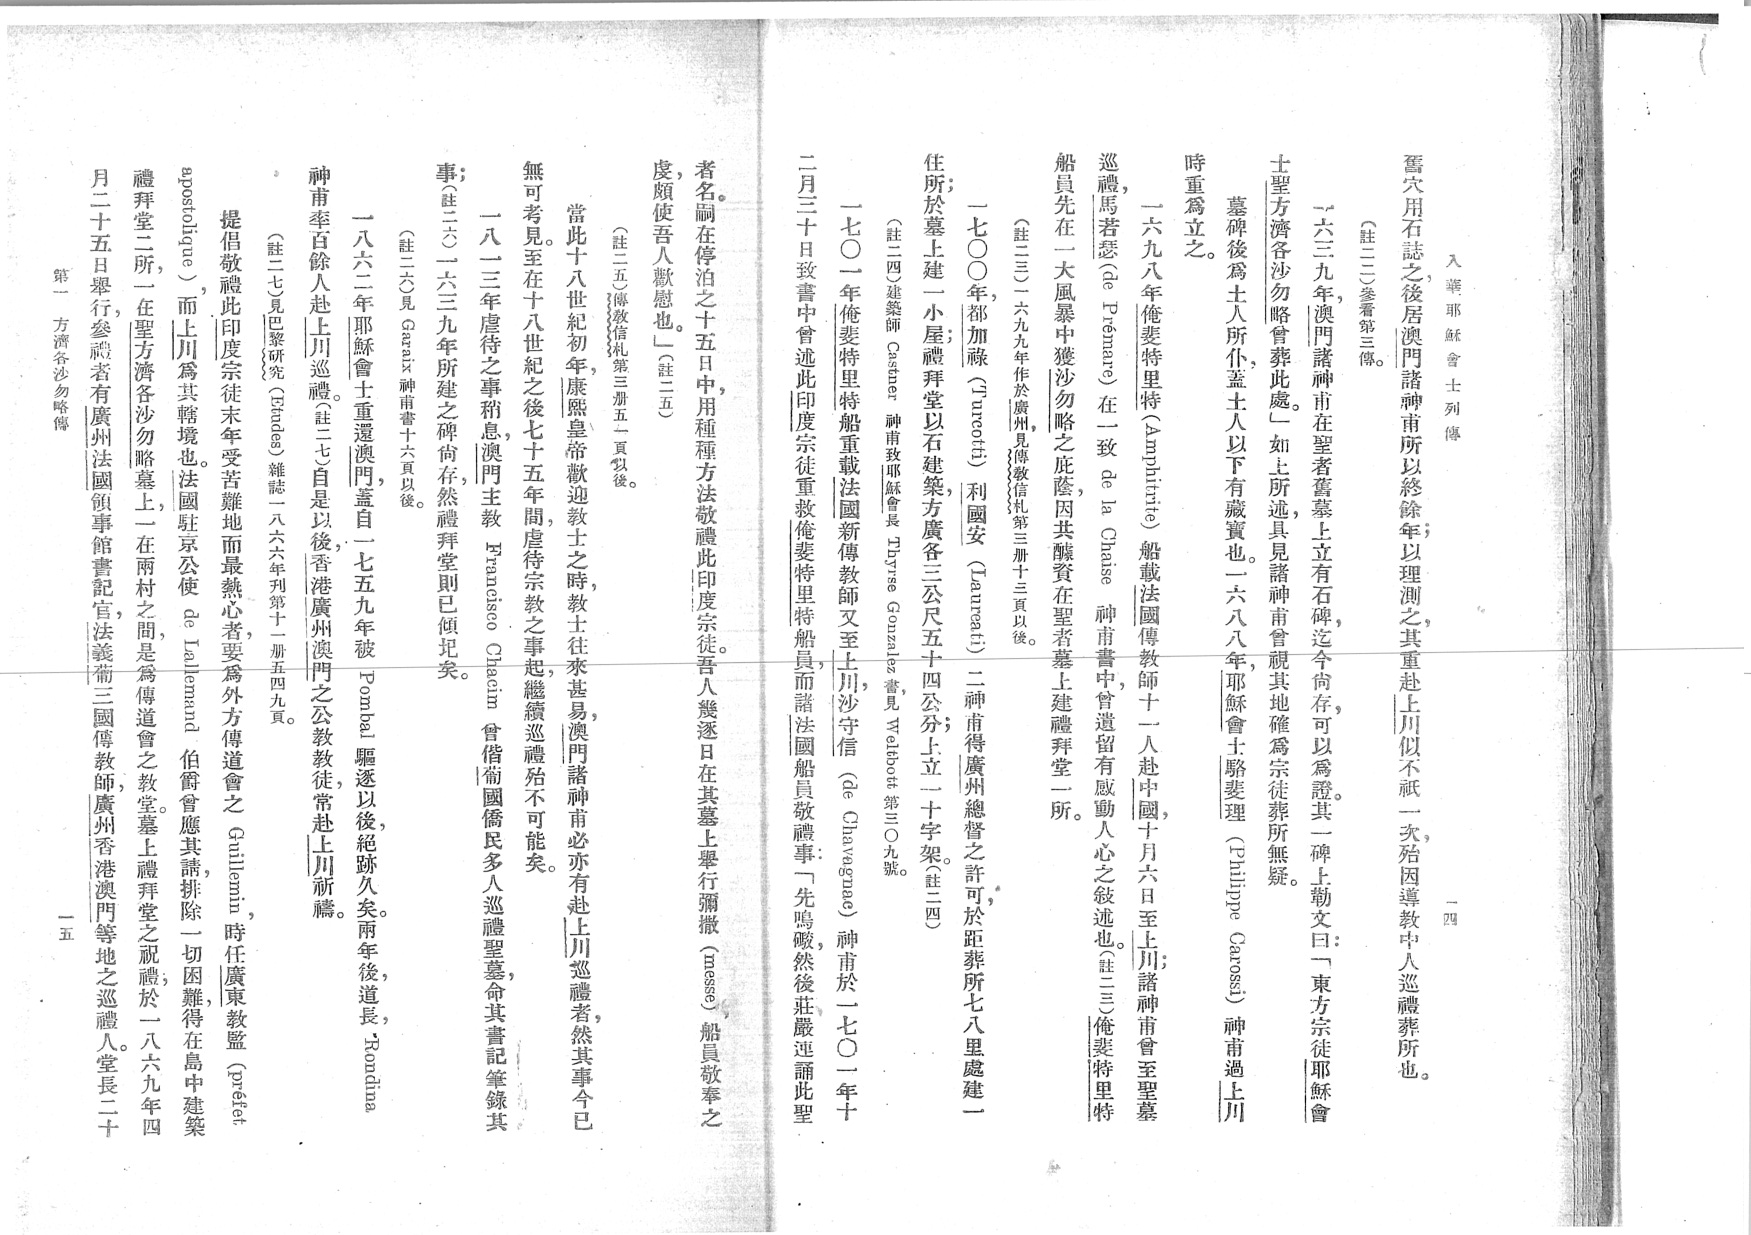 入華耶穌會士列傳 一四
舊穴用石誌之，後居澳門諸神甫所以終餘年；以理測之，其重赴上川似不祇一次，殆因導教中人巡禮葬所也。
（註二二）參看第三傳。
一六三九年，澳門諸神甫在聖者舊墓上立有石碑，迄今尚存，可以為證。其一碑上勒文曰：「東方宗徒耶穌會
士聖方濟各沙勿略曾葬此處。」如上所述，具見諸神甫曾視其地確為宗徒葬所無疑。
墓碑後為土人所仆，蓋土人以下有藏寶也。一六八八年，耶穌會士駱斐理（Philippe Carossi）神甫過上川
時重為立之。
一六九八年俺斐特里特（Amphitrite）船載法國傳教師十一人赴中國，十月六日至上川；諸神甫曾至聖墓
巡禮，馬若瑟（de Prémare）在一致 de la Chaise 神甫書中，曾遺留有感動人心之敍述也。（註二三）俺斐特里特
船員先在一大風暴中獲沙勿略之庇蔭，因共醵資在聖者墓上建禮拜堂一所。
（註二三）一六九九年作於廣州，見傳教信札第三册十三頁以後。
一七〇〇年，都加祿（Turcotti）利國安（Laureati）二神甫得廣州總督之許可，於距葬所七八里處建一
住所；於墓上建一小屋；禮拜堂以石建築，方廣各三公尺五十四公分；上立一十字架。（註二四）
（註二四）建築師 Castner 神甫致耶穌會長 Thyrse Gonzalez 書，見 Weltbott 第三〇九號。
一七〇一年俺斐特里特船重載法國新傳教師又至上川，沙守信（de Chavagnac）神甫於一七〇一年十
二月三十日致書中曾述此印度宗徒重救俺斐特里特船員，而諸法國船員敬禮事：「先鳴礮，然後莊嚴連誦此聖
者名。嗣在停泊之十五日中，用種種方法敬禮此印度宗徒。吾人幾逐日在其墓上舉行彌撒（messe），船員敬奉之
虔，頗使吾人歡慰也。」（註二五）
（註二五）傳教信札第三册五一頁以後。
當此十八世紀初年，康熙皇帝歡迎教士之時，教士往來甚易，澳門諸神甫必亦有赴上川巡禮者，然其事今已
無可考見。至在十八世紀之後七十五年間，虐待宗教之事起，繼續巡禮殆不可能矣。
一八一三年虐待之事稍息，澳門主教 Francisco Chacim 曾偕葡國僑民多人巡禮聖墓，命其書記筆錄其
事；（註二六）一六三九年所建之碑尚存，然禮拜堂則已傾圮矣。
（註二六）見 Garaix 神甫書十六頁以後。
一八六二年耶穌會士重還澳門，蓋自一七五九年被 Pombal 驅逐以後，絕跡久矣。兩年後，道長 Rondina
神甫率百餘人赴上川巡禮。（註二七）自是以後，香港廣州澳門之公教教徒，常赴上川祈禱。
（註二七）見巴黎研究（Etudes）雜誌一八六六年刊第十一册五四九頁。
提倡敬禮此印度宗徒末年受苦難地而最熱心者，要為外方傳道會之 Guillemin，時任廣東教監（préfet
apostolique），而上川為其轄境也。法國駐京公使 de Lallemand 伯爵曾應其請，排除一切困難，得在島中建築
禮拜堂二所，一在聖方濟各沙勿略墓上，一在兩村之間，是為傳道會之教堂。墓上禮拜堂之祝禮，於一八六九年四
月二十五日舉行，參禮者有廣州法國領事館書記官，法義葡三國傳教師，廣州香港澳門等地之巡禮人。堂長二十
第一 方濟各沙勿略傳 一五